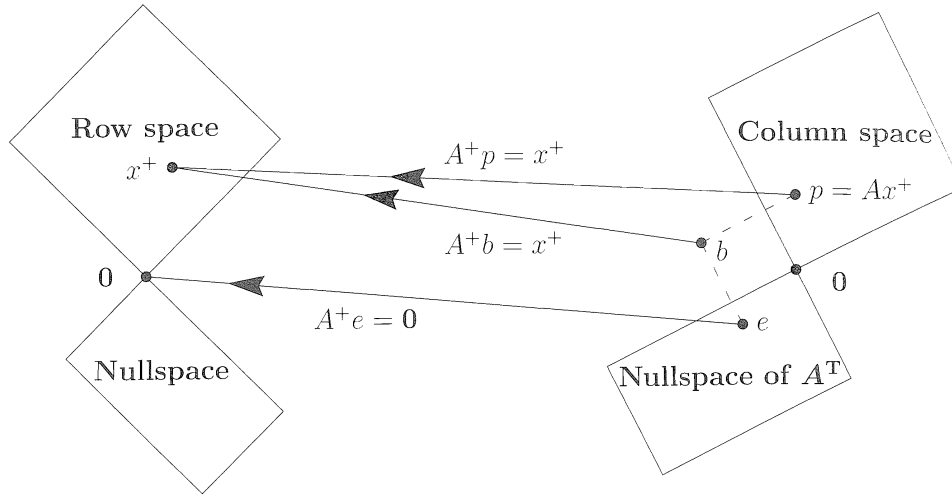 Row space
Column space
A⁺p = x⁺
x⁺
p = Ax⁺
A⁺b = x⁺
b
0
0
A⁺e = 0
e
Nullspace
Nullspace of Aᵀ